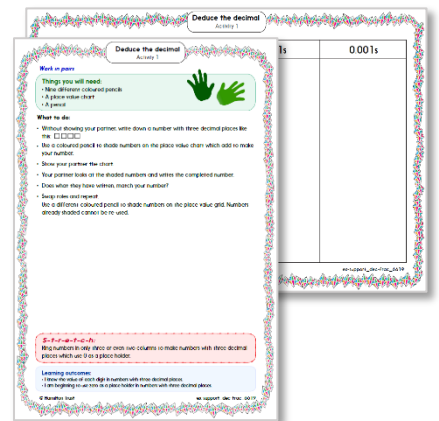 Deduce the decimal
Activity 1
1s
0.001s
ex-support_dec-frac_6619
Deduce the decimal
Activity 1
Work in pairs
Things you will need:
• Nine different coloured pencils
• A place value chart
• A pencil
What to do:
• Without showing your partner, write down a number with three decimal places like
this □.□□□
• Use a coloured pencil to shade numbers on the place value chart which add to make
your number.
• Show your partner the chart.
• Your partner looks at the shaded numbers and writes the completed number.
• Does what they have written, match your number?
• Swap roles and repeat.
Use a different coloured pencil to shade numbers on the place value grid. Numbers
already shaded cannot be re-used.
S-t-r-e-t-c-h:
Ring numbers in only three or even two columns to make numbers with three decimal
places which use 0 as a place holder.
Learning outcomes:
• I know the value of each digit in numbers with three decimal places.
• I am beginning to use zero as a place holder in numbers with three decimal places.
© Hamilton Trust
ex-support_dec-frac_6619